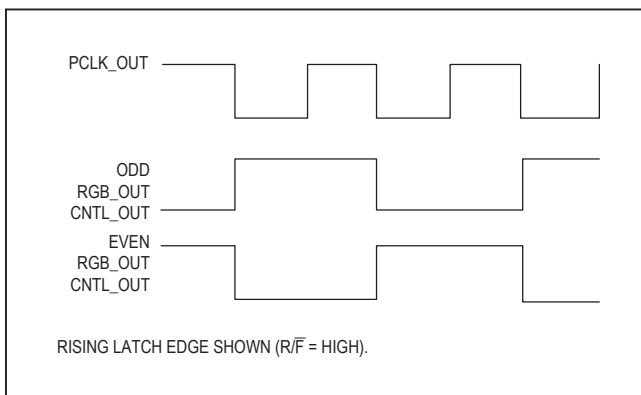 PCLK_OUT
ODD
RGB_OUT
CNTL_OUT
EVEN
RGB_OUT
CNTL_OUT
RISING LATCH EDGE SHOWN (R/F̅ = HIGH).